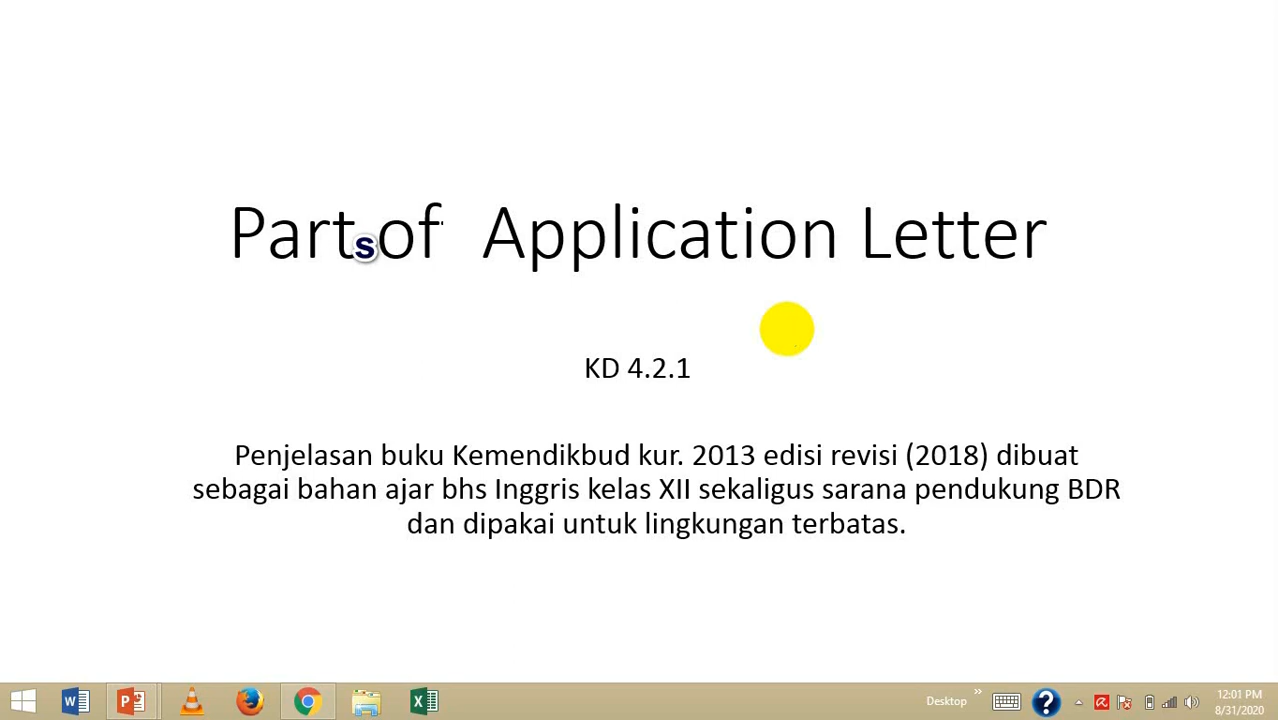 Parts of Application Letter
KD 4.2.1
Penjelasan buku Kemendikbud kur. 2013 edisi revisi (2018) dibuat
sebagai bahan ajar bhs Inggris kelas XII sekaligus sarana pendukung BDR
dan dipakai untuk lingkungan terbatas.
Desktop
12:01 PM
8/31/2020